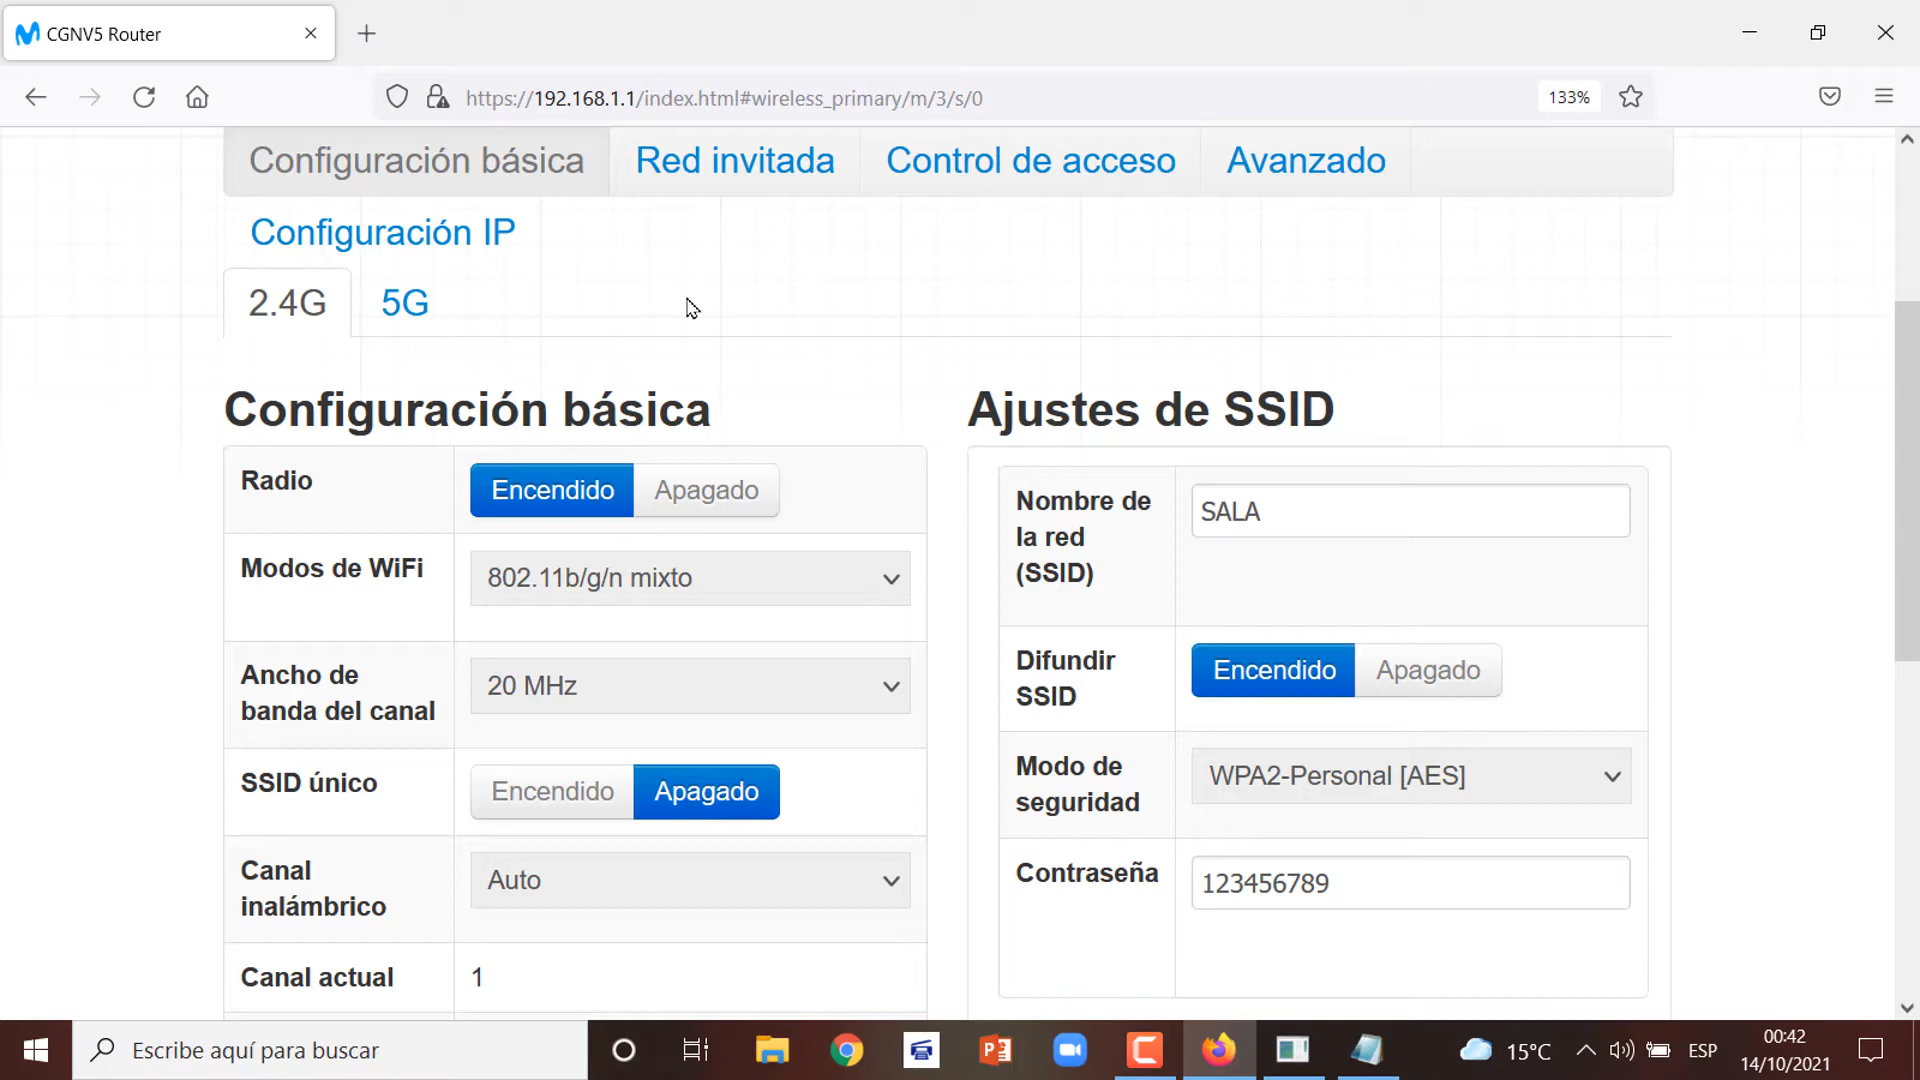 CGNV5 Router
https://192.168.1.1/index.html#wireless_primary/m/3/s/0
133%
Configuración básica
Red invitada
Control de acceso
Avanzado
Configuración IP
2.4G
5G
Configuración básica
Radio
Encendido
Apagado
Modos de WiFi
802.11b/g/n mixto
Ancho de
banda del canal
20 MHz
SSID único
Encendido
Apagado
Canal
inalámbrico
Auto
Canal actual
1
Ajustes de SSID
Nombre de
la red
(SSID)
SALA
Difundir
SSID
Encendido
Apagado
Modo de
seguridad
WPA2-Personal [AES]
Contraseña
123456789
Escribe aquí para buscar
15°C
ESP
00:42
14/10/2021